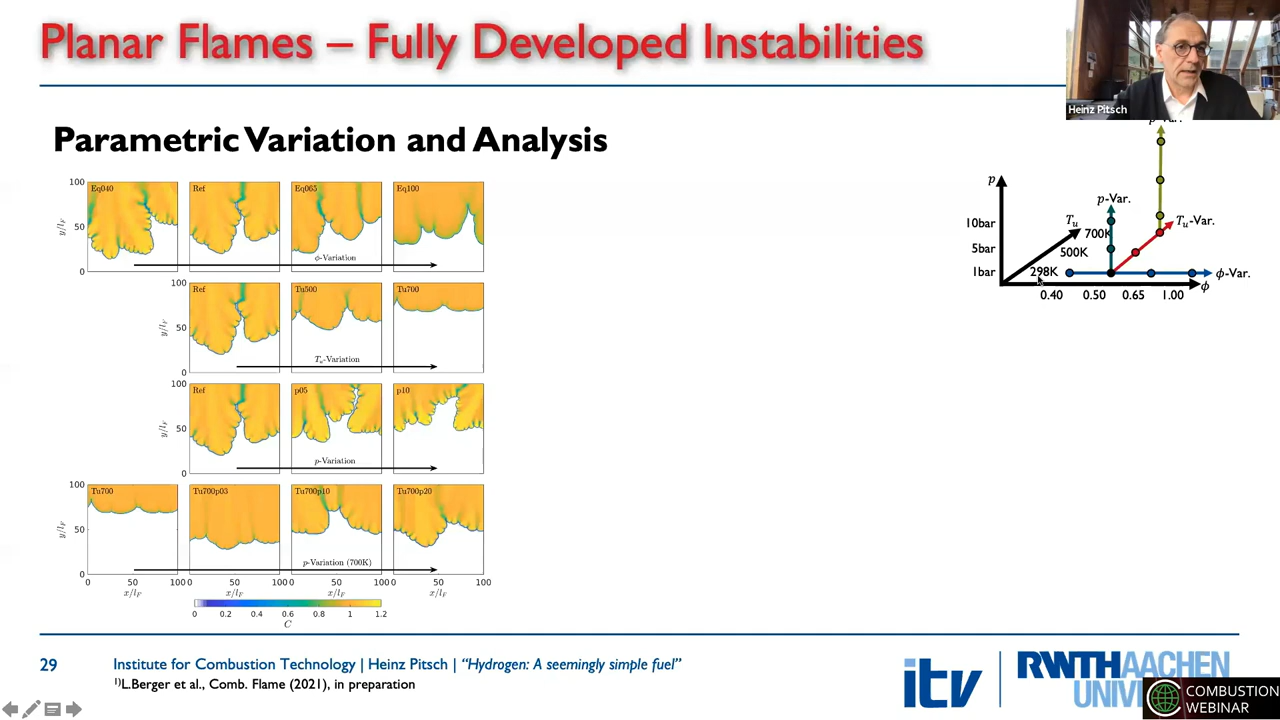 Planar Flames – Fully Developed Instabilities
Heinz Pitsch
Parametric Variation and Analysis
100
50
0
y/l_F
Eq040
Ref
Eq065
Eq100
ϕ-Variation
100
50
0
y/l_F
Ref
Tu500
Tu700
T_u-Variation
100
50
0
y/l_F
Ref
p05
p10
p-Variation
100
50
0
y/l_F
Tu700
Tu700p03
Tu700p10
Tu700p20
p-Variation (700K)
0 50 100 0 50 100 0 50 100 0 50 100
x/l_F x/l_F x/l_F x/l_F
0 0.2 0.4 0.6 0.8 1 1.2
C
p
p-Var.
T_u
T_u-Var.
10bar
700K
5bar
500K
1bar
298K
ϕ-Var.
ϕ
0.40 0.50 0.65 1.00
29
Institute for Combustion Technology | Heinz Pitsch | “Hydrogen: A seemingly simple fuel”
1)L.Berger et al., Comb. Flame (2021), in preparation
itv
RWTHAACHEN
COMBUSTION
WEBINAR